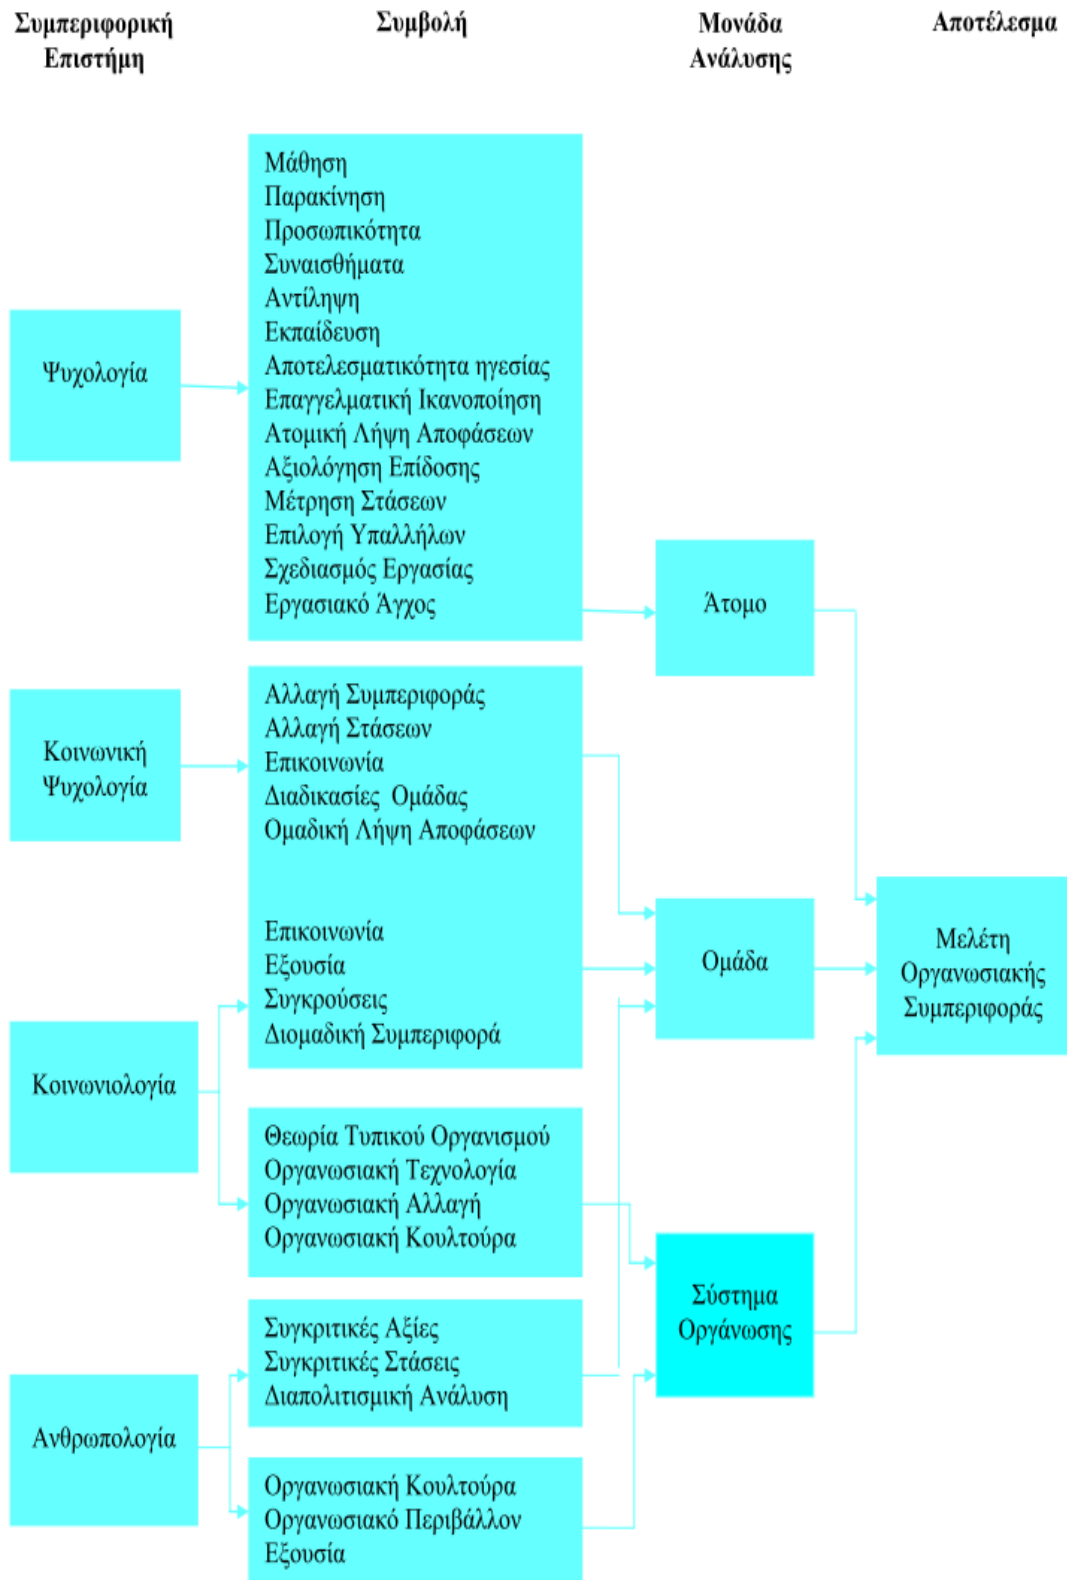 Συμπεριφορική
Επιστήμη
Συμβολή
Μονάδα
Ανάλυσης
Αποτέλεσμα
Ψυχολογία
Μάθηση
Παρακίνηση
Προσωπικότητα
Συναισθήματα
Αντίληψη
Εκπαίδευση
Αποτελεσματικότητα ηγεσίας
Επαγγελματική Ικανοποίηση
Ατομική Λήψη Αποφάσεων
Αξιολόγηση Επίδοσης
Μέτρηση Στάσεων
Επιλογή Υπαλλήλων
Σχεδιασμός Εργασίας
Εργασιακό Άγχος
Άτομο
Κοινωνική
Ψυχολογία
Αλλαγή Συμπεριφοράς
Αλλαγή Στάσεων
Επικοινωνία
Διαδικασίες Ομάδας
Ομαδική Λήψη Αποφάσεων
Επικοινωνία
Εξουσία
Συγκρούσεις
Διομαδική Συμπεριφορά
Ομάδα
Μελέτη
Οργανωσιακής
Συμπεριφοράς
Κοινωνιολογία
Θεωρία Τυπικού Οργανισμού
Οργανωσιακή Τεχνολογία
Οργανωσιακή Αλλαγή
Οργανωσιακή Κουλτούρα
Σύστημα
Οργάνωσης
Ανθρωπολογία
Συγκριτικές Αξίες
Συγκριτικές Στάσεις
Διαπολιτισμική Ανάλυση
Οργανωσιακή Κουλτούρα
Οργανωσιακό Περιβάλλον
Εξουσία